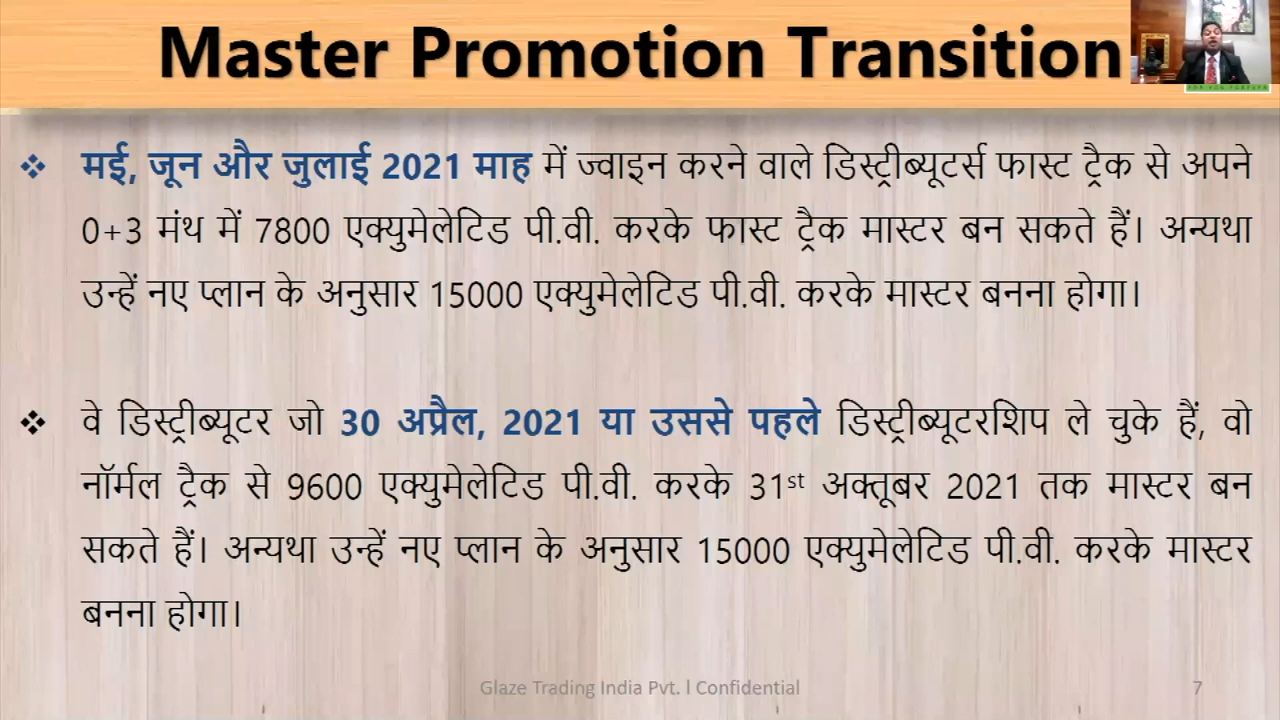 Master Promotion Transition
❖ मई, जून और जुलाई 2021 माह में ज्वाइन करने वाले डिस्ट्रीब्यूटर्स फास्ट ट्रैक से अपने
0+3 मंथ में 7800 एक्युमेलेटिड पी.वी. करके फास्ट ट्रैक मास्टर बन सकते हैं। अन्यथा
उन्हें नए प्लान के अनुसार 15000 एक्युमेलेटिड पी.वी. करके मास्टर बनना होगा।
❖ वे डिस्ट्रीब्यूटर जो 30 अप्रैल, 2021 या उससे पहले डिस्ट्रीब्यूटरशिप ले चुके हैं, वो
नॉर्मल ट्रैक से 9600 एक्युमेलेटिड पी.वी. करके 31st अक्तूबर 2021 तक मास्टर बन
सकते हैं। अन्यथा उन्हें नए प्लान के अनुसार 15000 एक्युमेलेटिड पी.वी. करके मास्टर
बनना होगा।
Glaze Trading India Pvt. l Confidential
7